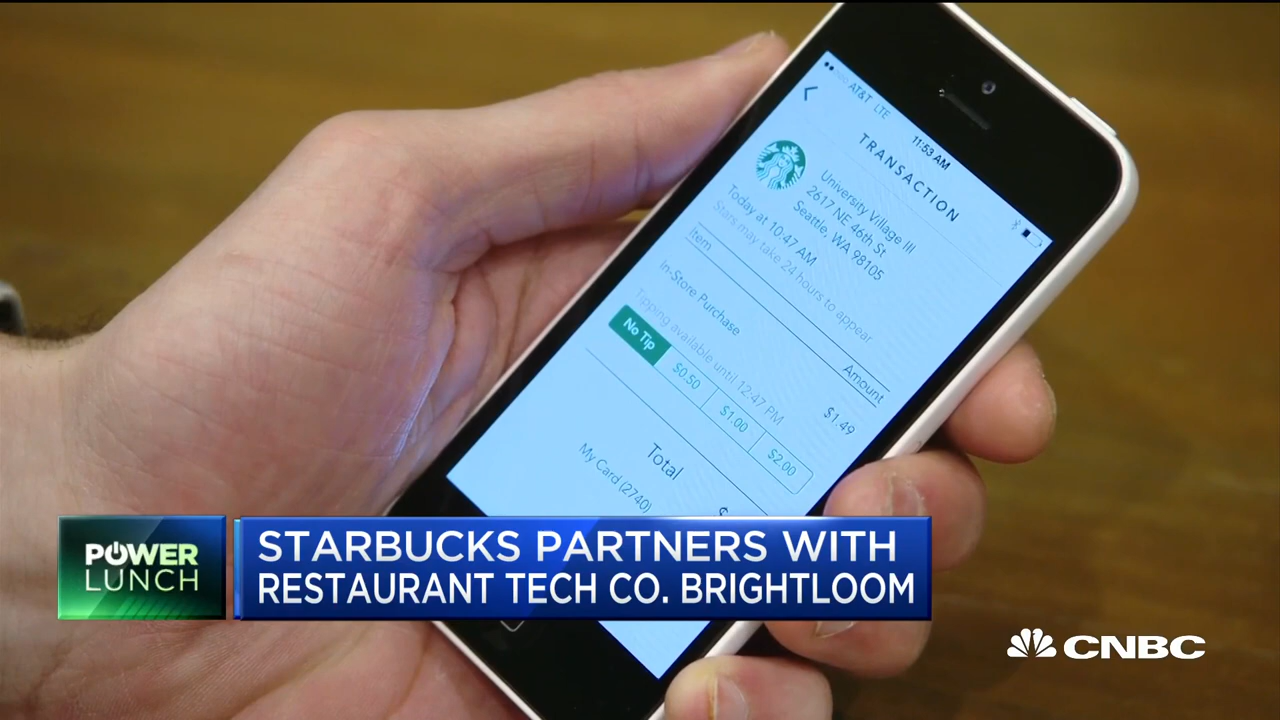 AT&T LTE
11:53 AM
TRANSACTION
University Village III
2617 NE 46th St
Seattle, WA 98105
Today at 10:47 AM
Stars may take 24 hours to appear
Item
Amount
In-Store Purchase
$1.49
Tipping available until 12:47 PM
No Tip
$0.50
$1.00
$2.00
Total
$
My Card (2740)
POWER
LUNCH
STARBUCKS PARTNERS WITH
RESTAURANT TECH CO. BRIGHTLOOM
CNBC